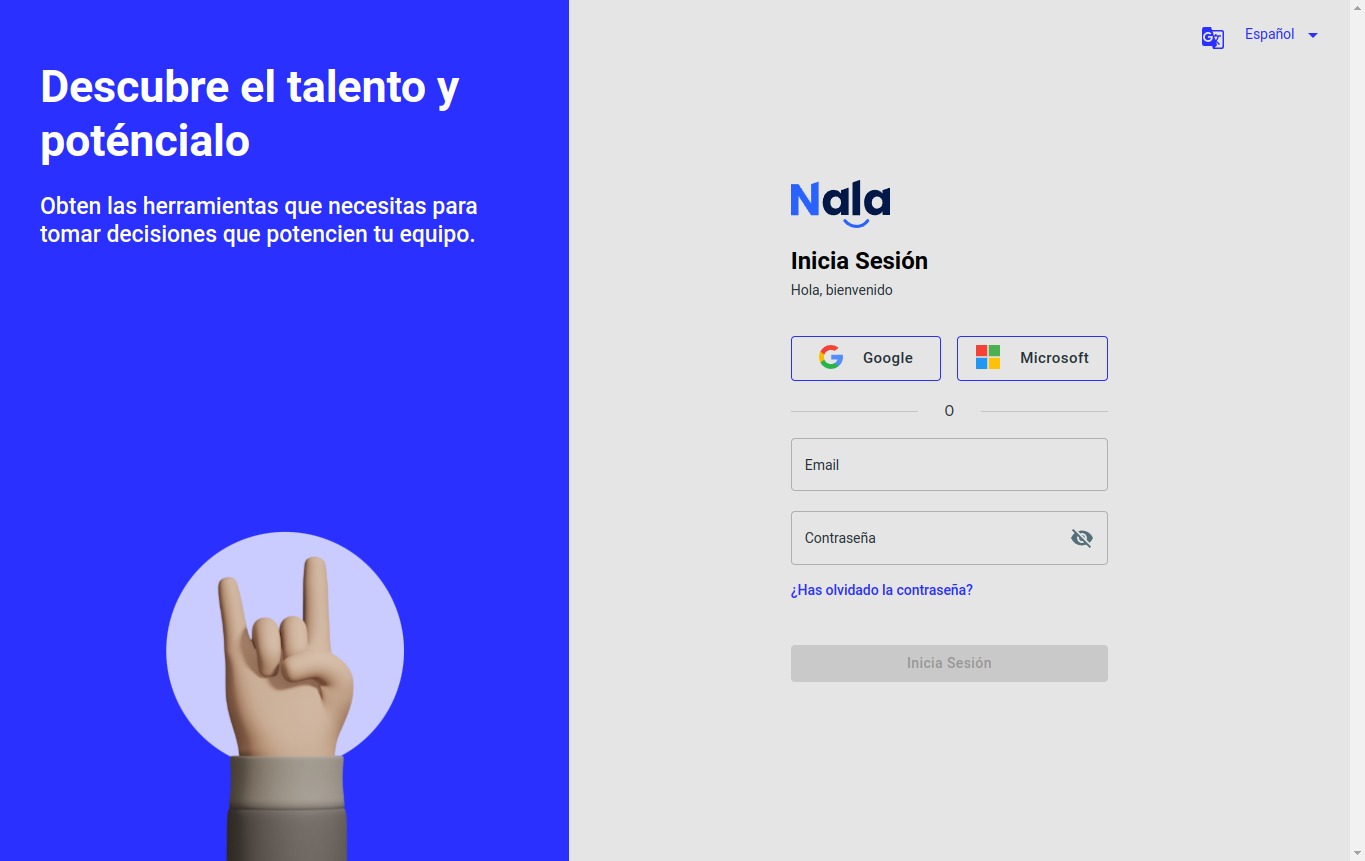 Descubre el talento y
poténcialo
Obten las herramientas que necesitas para
tomar decisiones que potencien tu equipo.
Español
Nala
Inicia Sesión
Hola, bienvenido
Google
Microsoft
O
Email
Contraseña
¿Has olvidado la contraseña?
Inicia Sesión